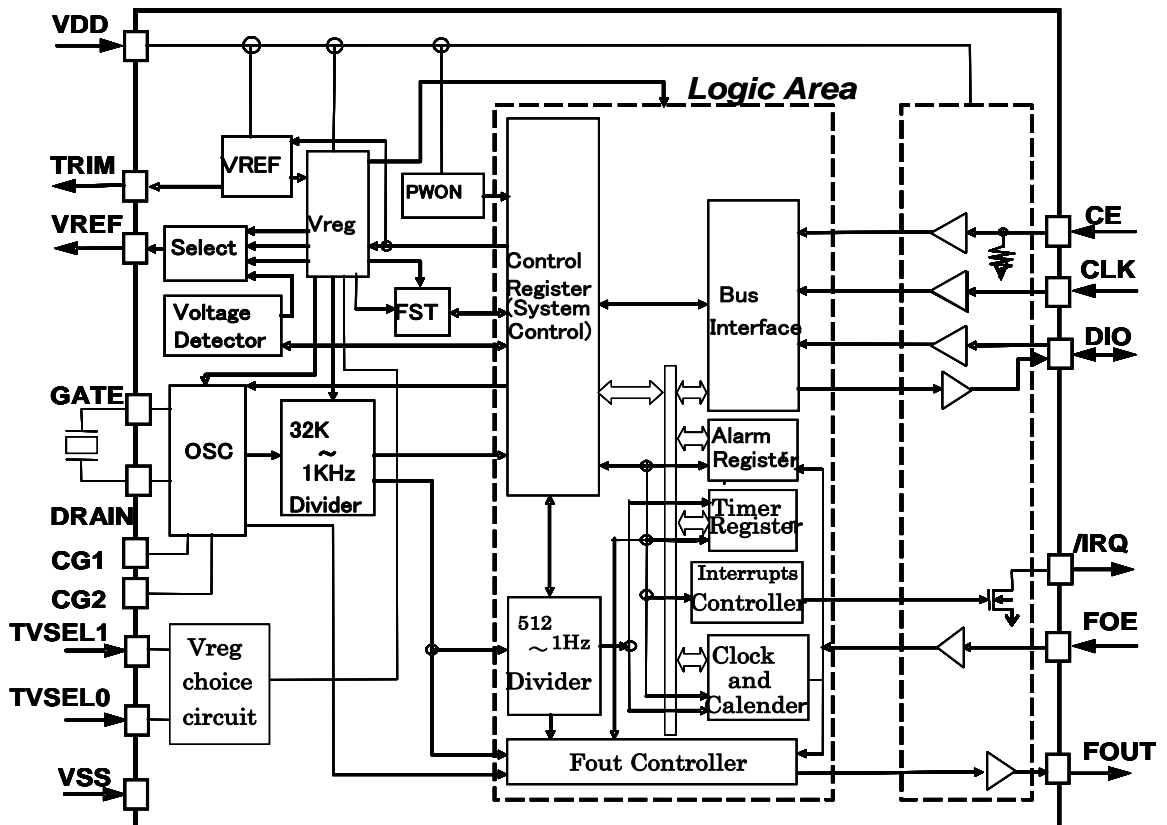 VDD
Logic Area
TRIM
VREF
PWON
VREF
Vreg
Select
CE
Control
Register
(System
Control)
CLK
Bus
Interface
Voltage
Detector
FST
DIO
GATE
OSC
32K
～
1KHz
Divider
Alarm
Register
DRAIN
Timer
Register
CG1
/IRQ
Interrupts
Controller
CG2
512
～1Hz
Divider
TVSEL1
FOE
Vreg
choice
circuit
Clock
and
Calender
TVSEL0
Fout Controller
FOUT
VSS